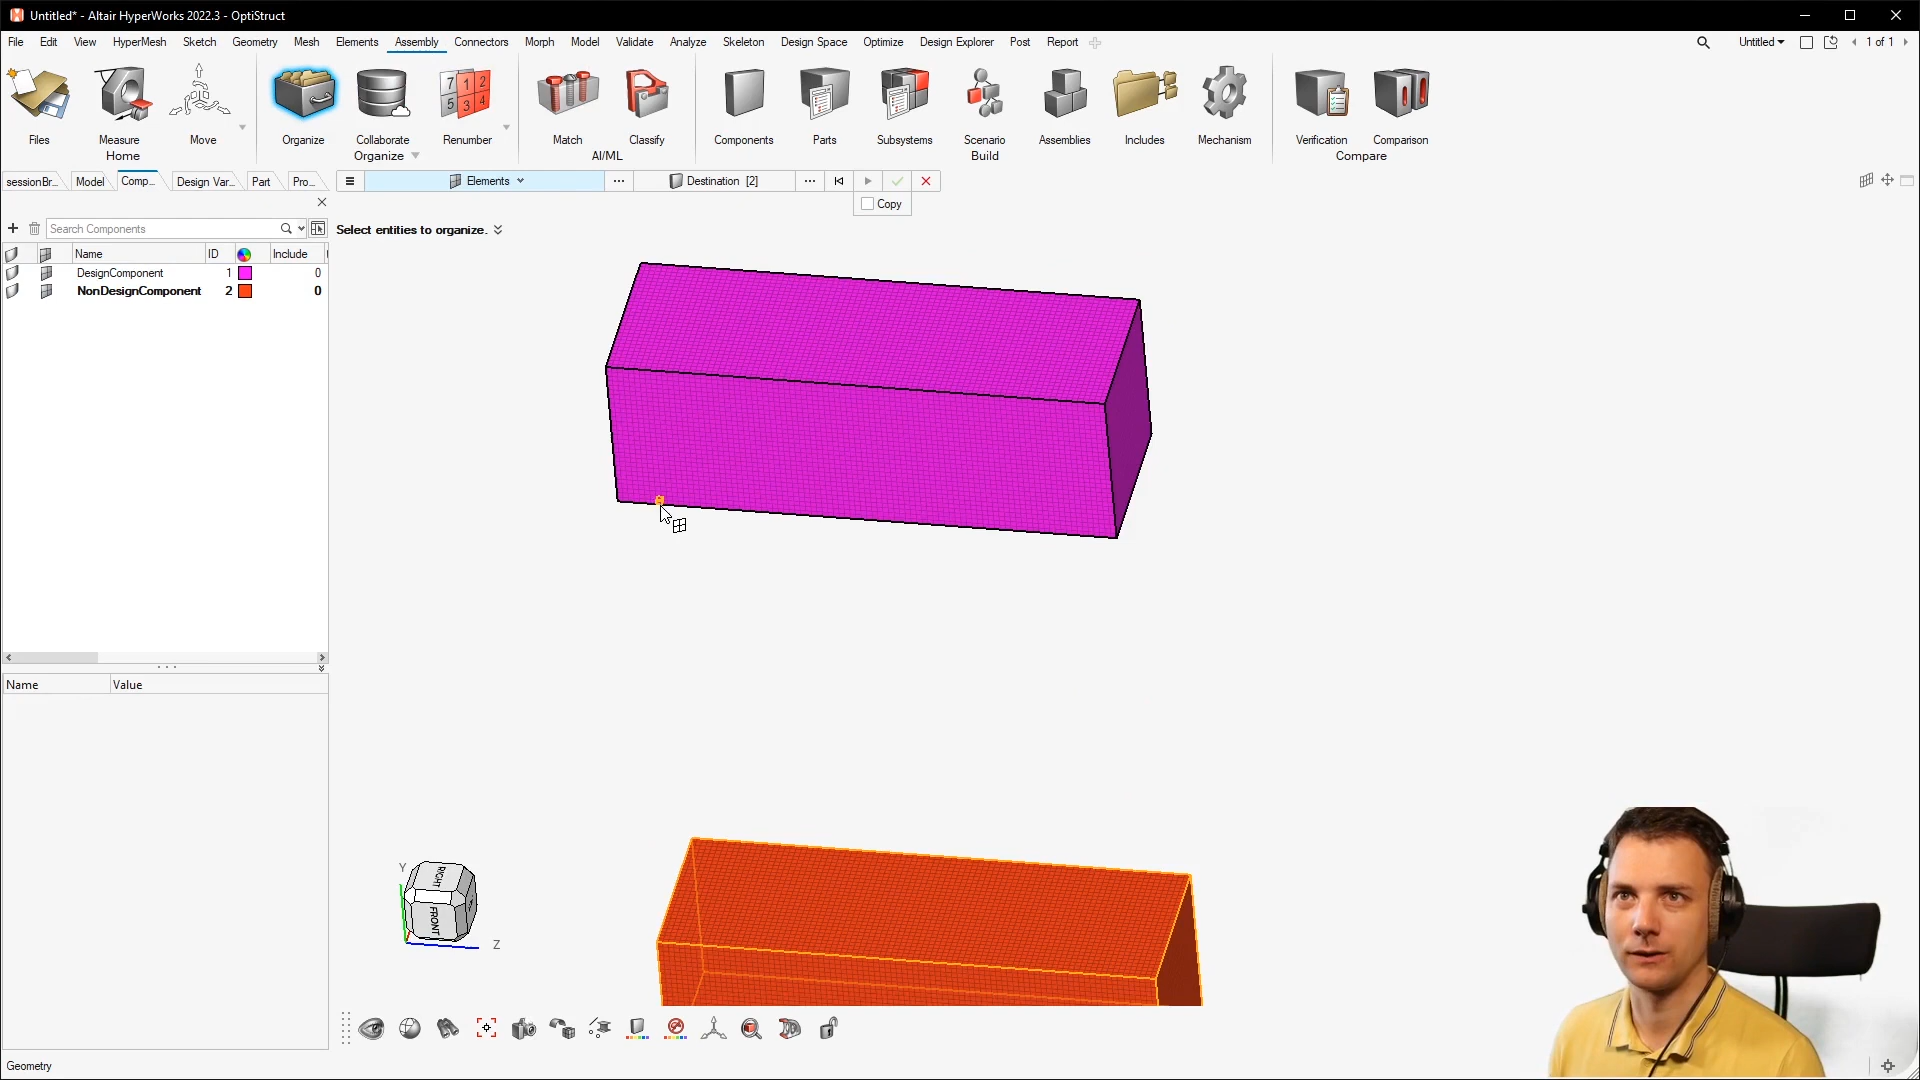 Untitled* - Altair HyperWorks 2022.3 - OptiStruct
File Edit View HyperMesh Sketch Geometry Mesh Elements Assembly Connectors Morph Model Validate Analyze Skeleton Design Space Optimize Design Explorer Post Report Untitled 1 of 1
Files Measure Move Organize Collaborate Renumber Match Classify Components Parts Subsystems Scenario Assemblies Includes Mechanism Verification Comparison
Home Organize AI/ML Build Compare
sessionBr... Model Comp... Design Var... Part Pro... Elements ... Destination [2] ...
Copy
Search Components
Select entities to organize.
Name ID Include
DesignComponent 1 0
NonDesignComponent 2 0
Name Value
Y
RIGHT
FRONT
Z
Geometry